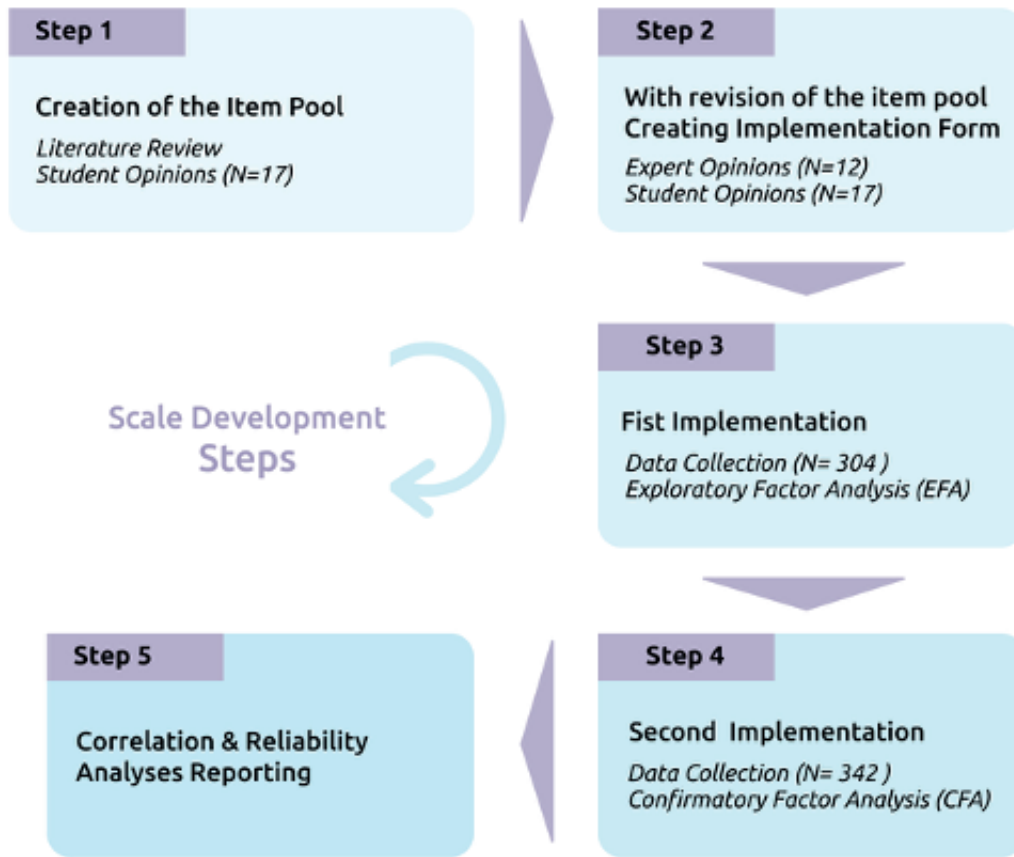 Step 1
Creation of the Item Pool
Literature Review
Student Opinions (N=17)
Step 2
With revision of the item pool
Creating Implementation Form
Expert Opinions (N=12)
Student Opinions (N=17)
Step 3
Fist Implementation
Data Collection (N= 304 )
Exploratory Factor Analysis (EFA)
Scale Development
Steps
Step 4
Second Implementation
Data Collection (N= 342 )
Confirmatory Factor Analysis (CFA)
Step 5
Correlation & Reliability
Analyses Reporting